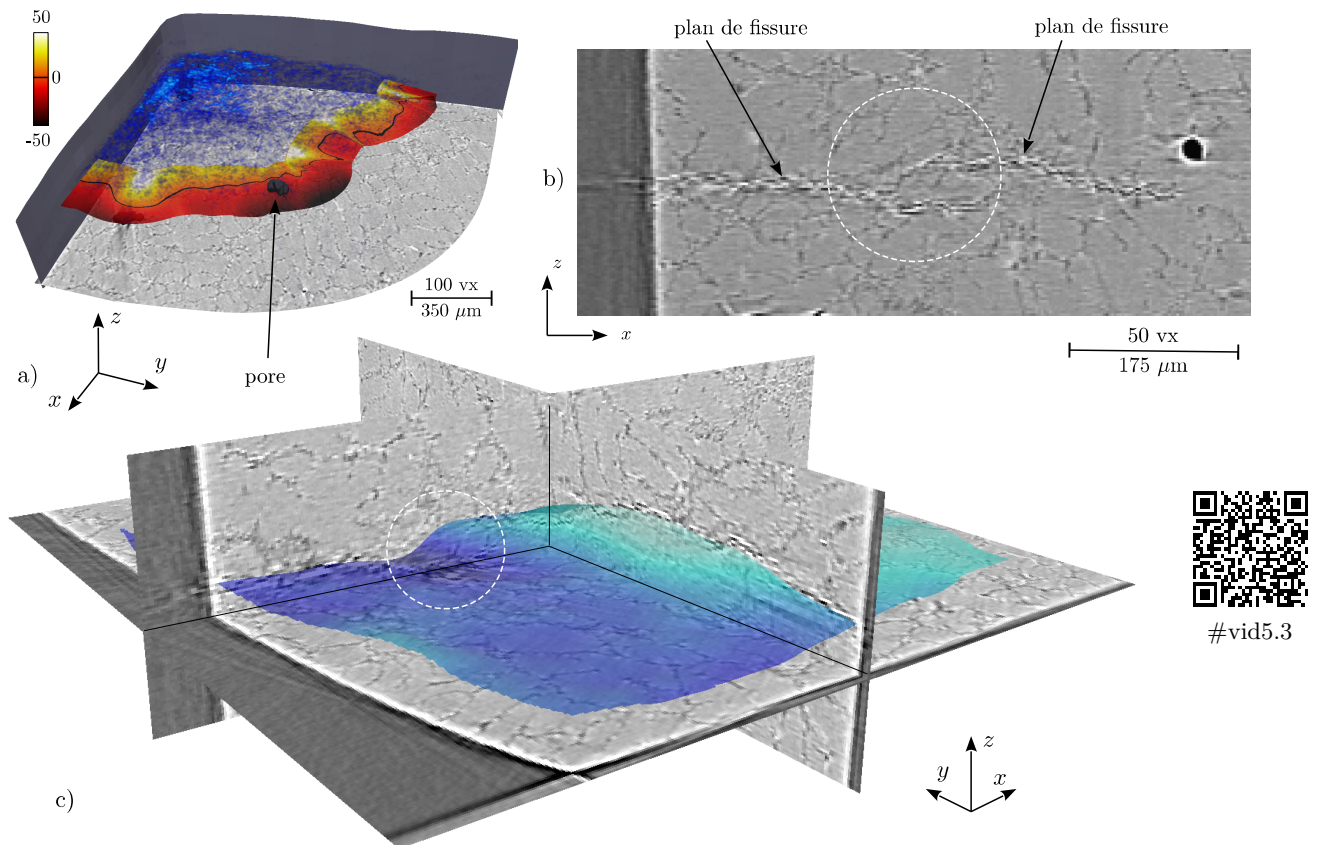 50
0
-50
100 vx
350 μm
z
y
x
a)
pore
plan de fissure
plan de fissure
b)
z
x
50 vx
175 μm
#vid5.3
z
y
x
c)